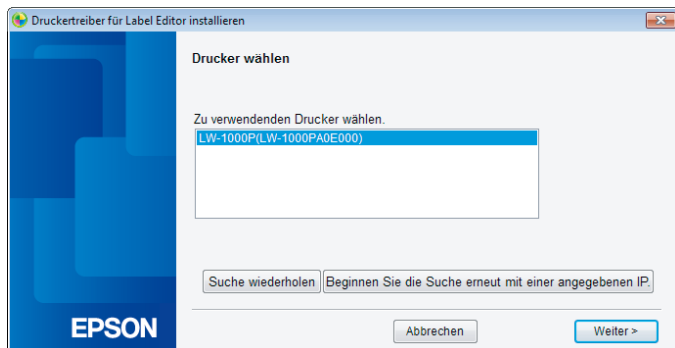 Druckertreiber für Label Editor installieren
Drucker wählen
Zu verwendenden Drucker wählen.
LW-1000P(LW-1000PA0E000)
Suche wiederholen
Beginnen Sie die Suche erneut mit einer angegebenen IP.
EPSON
Abbrechen
Weiter >